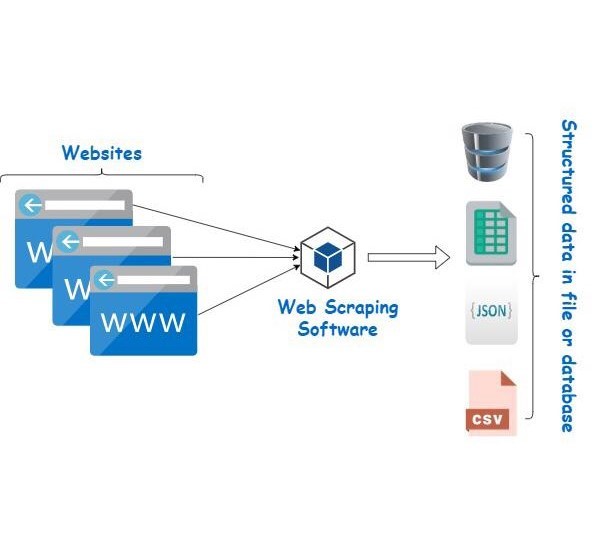 Websites
W
W
WWW
Web Scraping
Software
{JSON}
CSV
Structured data in file or database